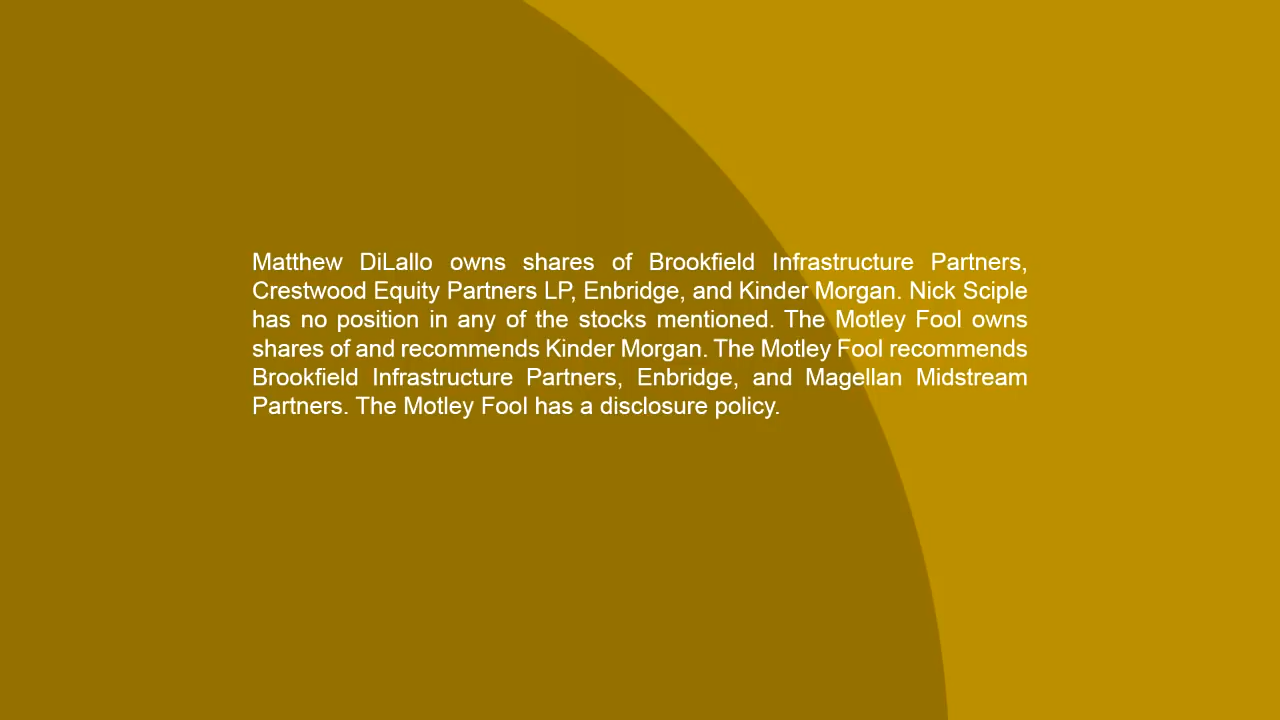 Matthew DiLallo owns shares of Brookfield Infrastructure Partners,
Crestwood Equity Partners LP, Enbridge, and Kinder Morgan. Nick Sciple
has no position in any of the stocks mentioned. The Motley Fool owns
shares of and recommends Kinder Morgan. The Motley Fool recommends
Brookfield Infrastructure Partners, Enbridge, and Magellan Midstream
Partners. The Motley Fool has a disclosure policy.